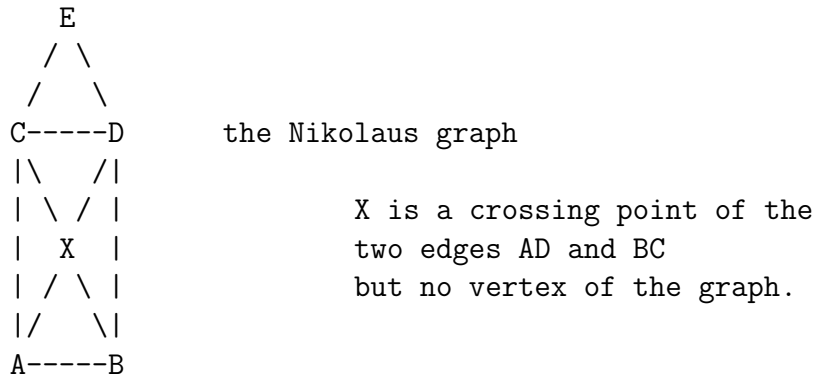 E
/ \
/ \
C-----D the Nikolaus graph
|\ /|
| \ / | X is a crossing point of the
| X | two edges AD and BC
| / \ | but no vertex of the graph.
|/ \|
A-----B